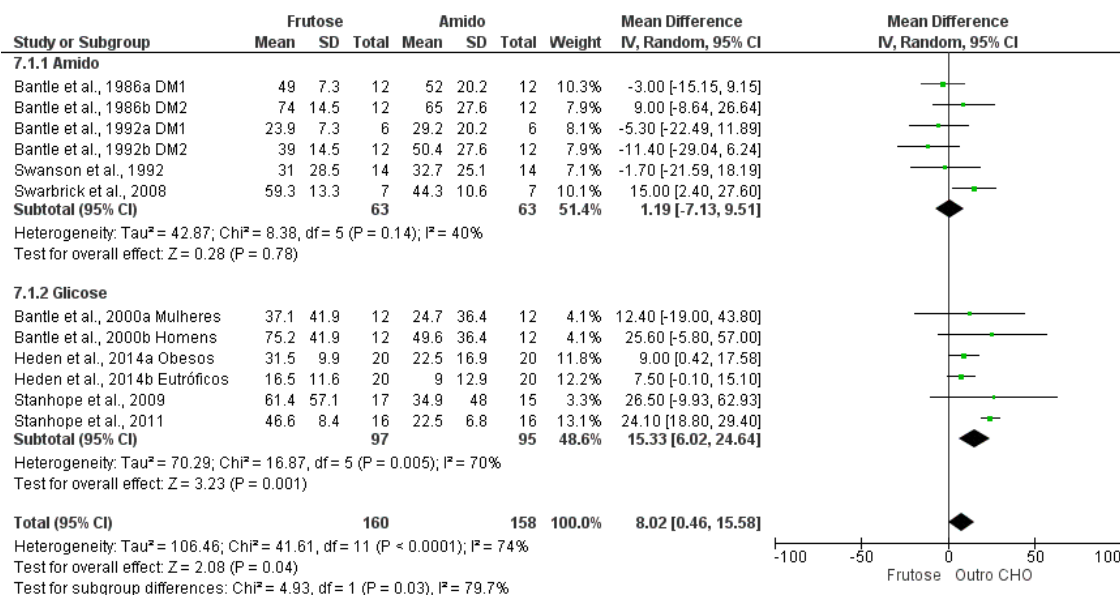 Frutose Amido Mean Difference Mean Difference
Study or Subgroup Mean SD Total Mean SD Total Weight IV, Random, 95% CI IV, Random, 95% CI
7.1.1 Amido
Bantle et al., 1986a DM1 49 7.3 12 52 20.2 12 10.3% -3.00 [-15.15, 9.15]
Bantle et al., 1986b DM2 74 14.5 12 65 27.6 12 7.9% 9.00 [-8.64, 26.64]
Bantle et al., 1992a DM1 23.9 7.3 6 29.2 20.2 6 8.1% -5.30 [-22.49, 11.89]
Bantle et al., 1992b DM2 39 14.5 12 50.4 27.6 12 7.9% -11.40 [-29.04, 6.24]
Swanson et al., 1992 31 28.5 14 32.7 25.1 14 7.1% -1.70 [-21.59, 18.19]
Swarbrick et al., 2008 59.3 13.3 7 44.3 10.6 7 10.1% 15.00 [2.40, 27.60]
Subtotal (95% CI) 63 63 51.4% 1.19 [-7.13, 9.51]
Heterogeneity: Tau² = 42.87; Chi² = 8.38, df = 5 (P = 0.14); I² = 40%
Test for overall effect: Z = 0.28 (P = 0.78)
7.1.2 Glicose
Bantle et al., 2000a Mulheres 37.1 41.9 12 24.7 36.4 12 4.1% 12.40 [-19.00, 43.80]
Bantle et al., 2000b Homens 75.2 41.9 12 49.6 36.4 12 4.1% 25.60 [-5.80, 57.00]
Heden et al., 2014a Obesos 31.5 9.9 20 22.5 16.9 20 11.8% 9.00 [0.42, 17.58]
Heden et al., 2014b Eutróficos 16.5 11.6 20 9 12.9 20 12.2% 7.50 [-0.10, 15.10]
Stanhope et al., 2009 61.4 57.1 17 34.9 48 15 3.3% 26.50 [-9.93, 62.93]
Stanhope et al., 2011 46.6 8.4 16 22.5 6.8 16 13.1% 24.10 [18.80, 29.40]
Subtotal (95% CI) 97 95 48.6% 15.33 [6.02, 24.64]
Heterogeneity: Tau² = 70.29; Chi² = 16.87, df = 5 (P = 0.005); I² = 70%
Test for overall effect: Z = 3.23 (P = 0.001)
Total (95% CI) 160 158 100.0% 8.02 [0.46, 15.58]
Heterogeneity: Tau² = 106.46; Chi² = 41.61, df = 11 (P < 0.0001); I² = 74%
Test for overall effect: Z = 2.08 (P = 0.04)
Test for subgroup differences: Chi² = 4.93, df = 1 (P = 0.03), I² = 79.7%
-100 -50 0 50 100
Frutose Outro CHO